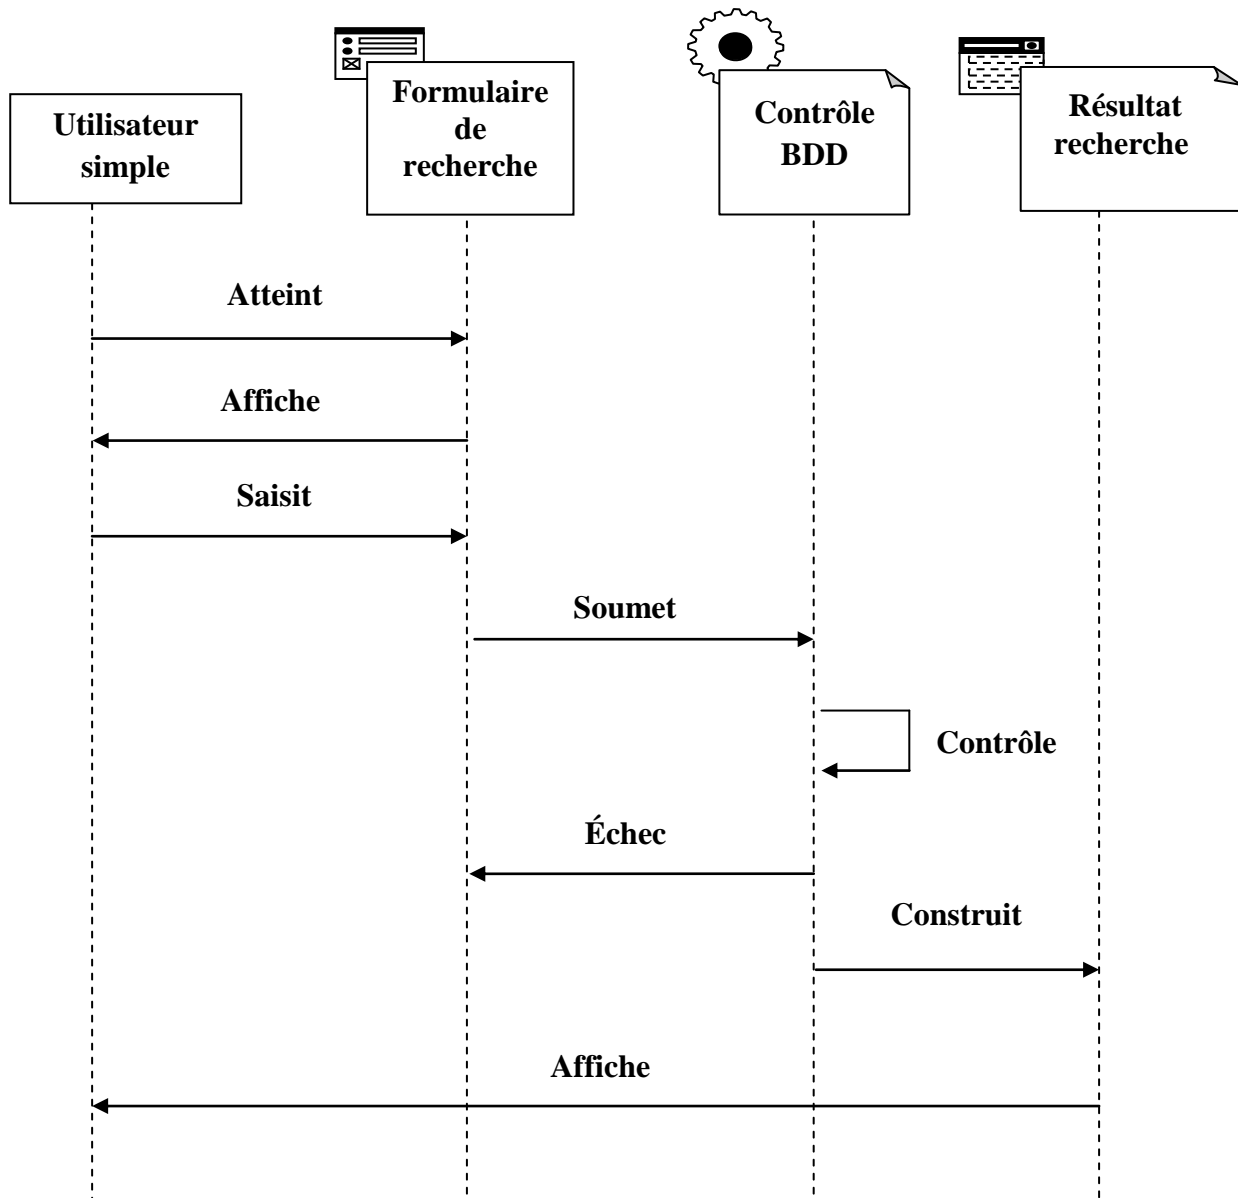 Utilisateur
simple
Formulaire
de
recherche
Contrôle
BDD
Résultat
recherche
Atteint
Affiche
Saisit
Soumet
Contrôle
Échec
Construit
Affiche